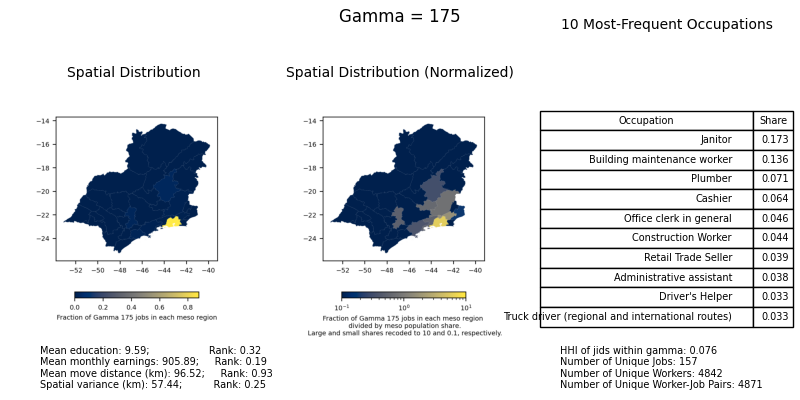 Gamma = 175
10 Most-Frequent Occupations
Spatial Distribution
Spatial Distribution (Normalized)
−14
−16
−18
−20
−22
−24
−52 −50 −48 −46 −44 −42 −40
0.0 0.2 0.4 0.6 0.8
Fraction of Gamma 175 jobs in each meso region
−14
−16
−18
−20
−22
−24
−52 −50 −48 −46 −44 −42 −40
10⁻¹ 10⁰ 10¹
Fraction of Gamma 175 jobs in each meso region
divided by meso population share.
Large and small shares recoded to 10 and 0.1, respectively.
Occupation Share
Janitor 0.173
Building maintenance worker 0.136
Plumber 0.071
Cashier 0.064
Office clerk in general 0.046
Construction Worker 0.044
Retail Trade Seller 0.039
Administrative assistant 0.038
Driver's Helper 0.033
Truck driver (regional and international routes) 0.033
Mean education: 9.59; Rank: 0.32
Mean monthly earnings: 905.89; Rank: 0.19
Mean move distance (km): 96.52; Rank: 0.93
Spatial variance (km): 57.44; Rank: 0.25
HHI of jids within gamma: 0.076
Number of Unique Jobs: 157
Number of Unique Workers: 4842
Number of Unique Worker-Job Pairs: 4871